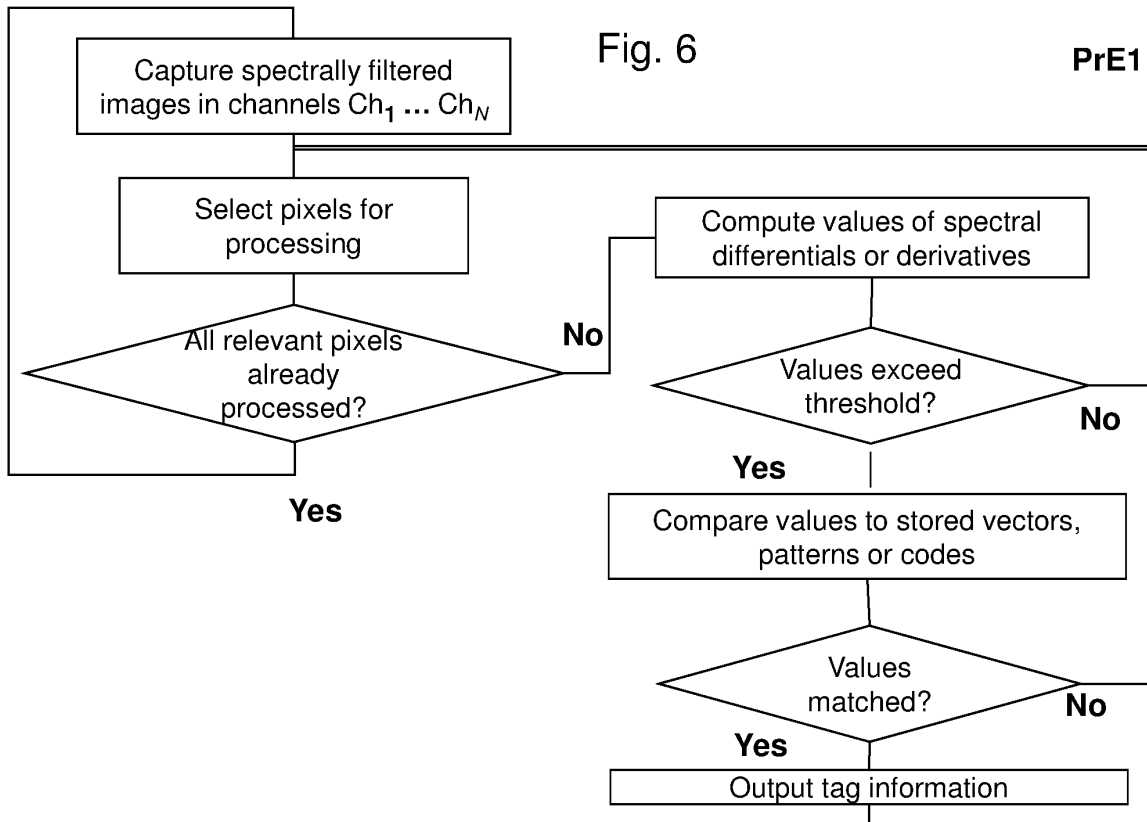 Fig. 6
PrE1
Capture spectrally filtered
images in channels Ch1 ... ChN
Select pixels for
processing
All relevant pixels
already
processed?
No
Yes
Compute values of spectral
differentials or derivatives
Values exceed
threshold?
No
Yes
Compare values to stored vectors,
patterns or codes
Values
matched?
No
Yes
Output tag information